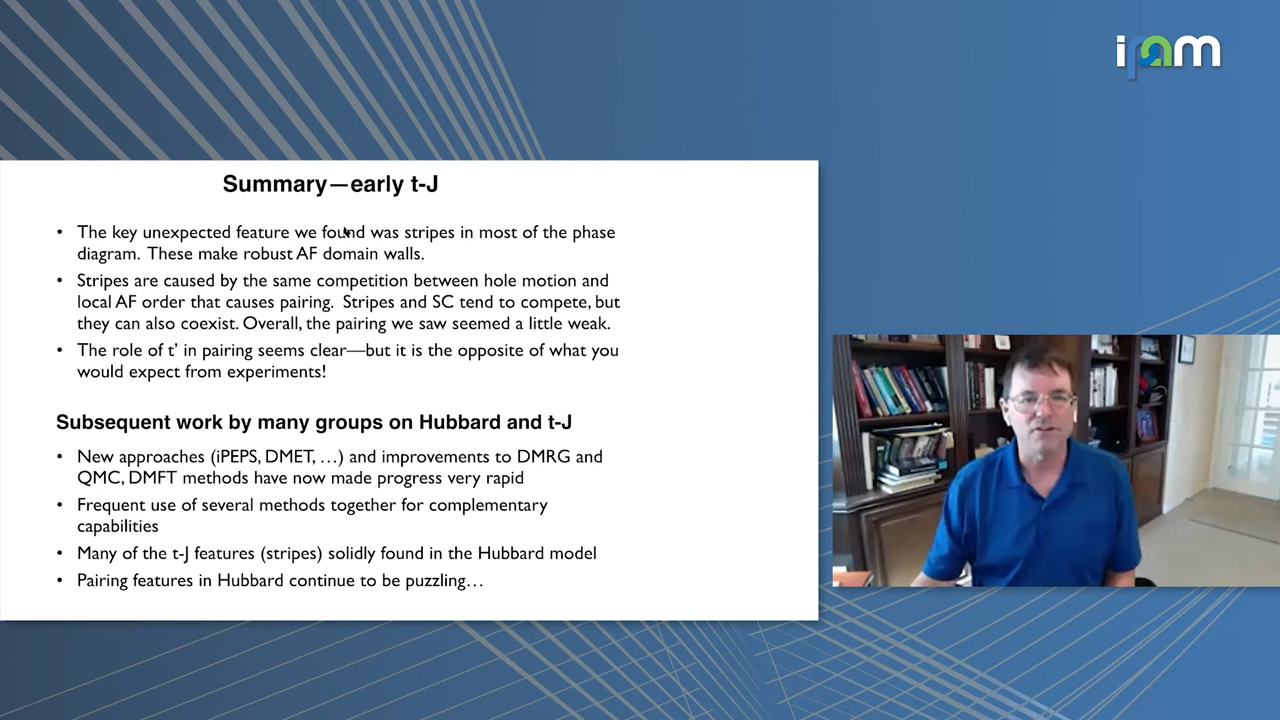 ipam
Summary—early t-J
• The key unexpected feature we found was stripes in most of the phase
diagram. These make robust AF domain walls.
• Stripes are caused by the same competition between hole motion and
local AF order that causes pairing. Stripes and SC tend to compete, but
they can also coexist. Overall, the pairing we saw seemed a little weak.
• The role of t’ in pairing seems clear—but it is the opposite of what you
would expect from experiments!
Subsequent work by many groups on Hubbard and t-J
• New approaches (iPEPS, DMET, …) and improvements to DMRG and
QMC, DMFT methods have now made progress very rapid
• Frequent use of several methods together for complementary
capabilities
• Many of the t-J features (stripes) solidly found in the Hubbard model
• Pairing features in Hubbard continue to be puzzling…